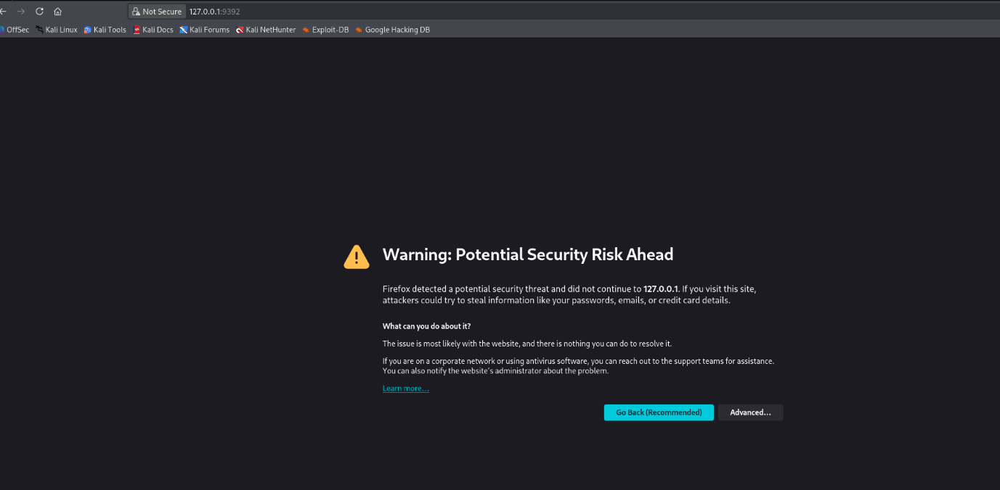 Not Secure 127.0.0.1:9392
OffSec Kali Linux Kali Tools Kali Docs Kali Forums Kali NetHunter Exploit-DB Google Hacking DB
Warning: Potential Security Risk Ahead
Firefox detected a potential security threat and did not continue to 127.0.0.1. If you visit this site,
attackers could try to steal information like your passwords, emails, or credit card details.
What can you do about it?
The issue is most likely with the website, and there is nothing you can do to resolve it.
If you are on a corporate network or using antivirus software, you can reach out to the support teams for assistance.
You can also notify the website's administrator about the problem.
Learn more…
Go Back (Recommended) Advanced…